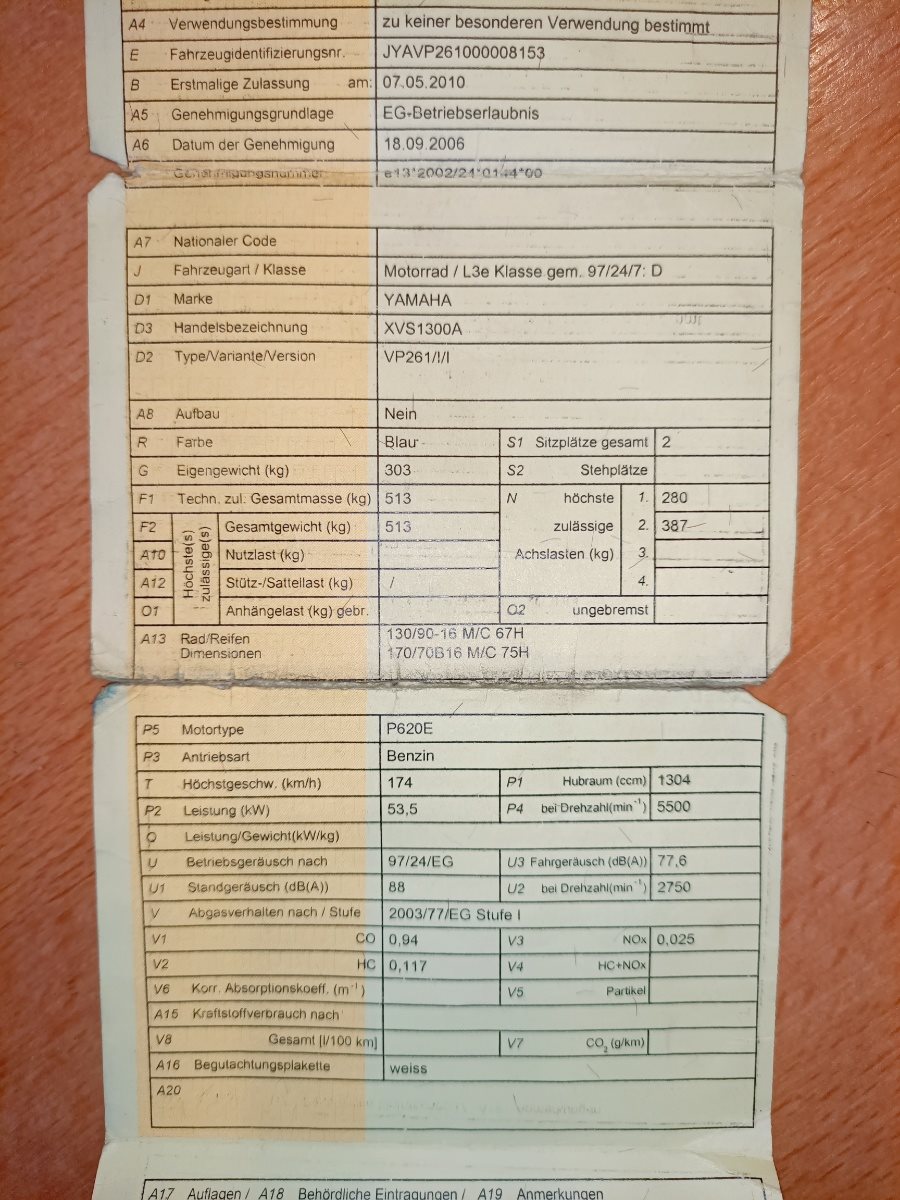 A4 Verwendungsbestimmung zu keiner besonderen Verwendung bestimmt
E Fahrzeugidentifizierungsnr. JYAVP261000008153
B Erstmalige Zulassung am: 07.05.2010
A5 Genehmigungsgrundlage EG-Betriebserlaubnis
A6 Datum der Genehmigung 18.09.2006
Genehmigungsnummer e13*2002/24*0144*00
A7 Nationaler Code
J Fahrzeugart / Klasse Motorrad / L3e Klasse gem. 97/24/7: D
D1 Marke YAMAHA
D3 Handelsbezeichnung XVS1300A
D2 Type/Variante/Version VP261/I/I
A8 Aufbau Nein
R Farbe Blau S1 Sitzplätze gesamt 2
G Eigengewicht (kg) 303 S2 Stehplätze
F1 Techn. zul. Gesamtmasse (kg) 513 N höchste 1. 280
F2 Höchste(s) zulässige(s) Gesamtgewicht (kg) 513 zulässige 2. 387
A10 Nutzlast (kg) Achslasten (kg) 3.
A12 Stütz-/Sattellast (kg) / 4.
O1 Anhängelast (kg) gebr. O2 ungebremst
A13 Rad/Reifen 130/90-16 M/C 67H
Dimensionen 170/70B16 M/C 75H
P5 Motortype P620E
P3 Antriebsart Benzin
T Höchstgeschw. (km/h) 174 P1 Hubraum (ccm) 1304
P2 Leistung (kW) 53,5 P4 bei Drehzahl(min⁻¹) 5500
Q Leistung/Gewicht(kW/kg)
U Betriebsgeräusch nach 97/24/EG U3 Fahrgeräusch (dB(A)) 77,6
U1 Standgeräusch (dB(A)) 88 U2 bei Drehzahl(min⁻¹) 2750
V Abgasverhalten nach / Stufe 2003/77/EG Stufe I
V1 CO 0,94 V3 NOx 0,025
V2 HC 0,117 V4 HC+NOx
V6 Korr. Absorptionskoeff. (m⁻¹) V5 Partikel
A15 Kraftstoffverbrauch nach
V8 Gesamt [l/100 km] V7 CO₂ (g/km)
A16 Begutachtungsplakette weiss
A20
A17 Auflagen / A18 Behördliche Eintragungen / A19 Anmerkungen